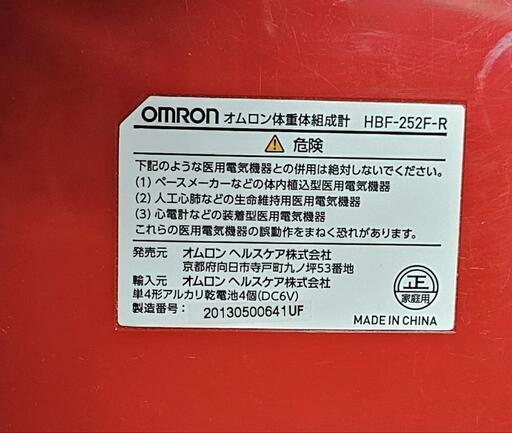 OMRON オムロン体重体組成計 HBF-252F-R
危険
下記のような医用電気機器との併用は絶対しないでください。
(1) ペースメーカーなどの体内植込型医用電気機器
(2) 人工心肺などの生命維持用医用電気機器
(3) 心電計などの装着型医用電気機器
これらの医用電気機器の誤動作をまねく恐れがあります。
発売元 オムロン ヘルスケア株式会社
京都府向日市寺戸町九ノ坪53番地
輸入元 オムロン ヘルスケア株式会社
単4形アルカリ乾電池4個(DC6V)
製造番号: 20130500641UF
正
家庭用
MADE IN CHINA